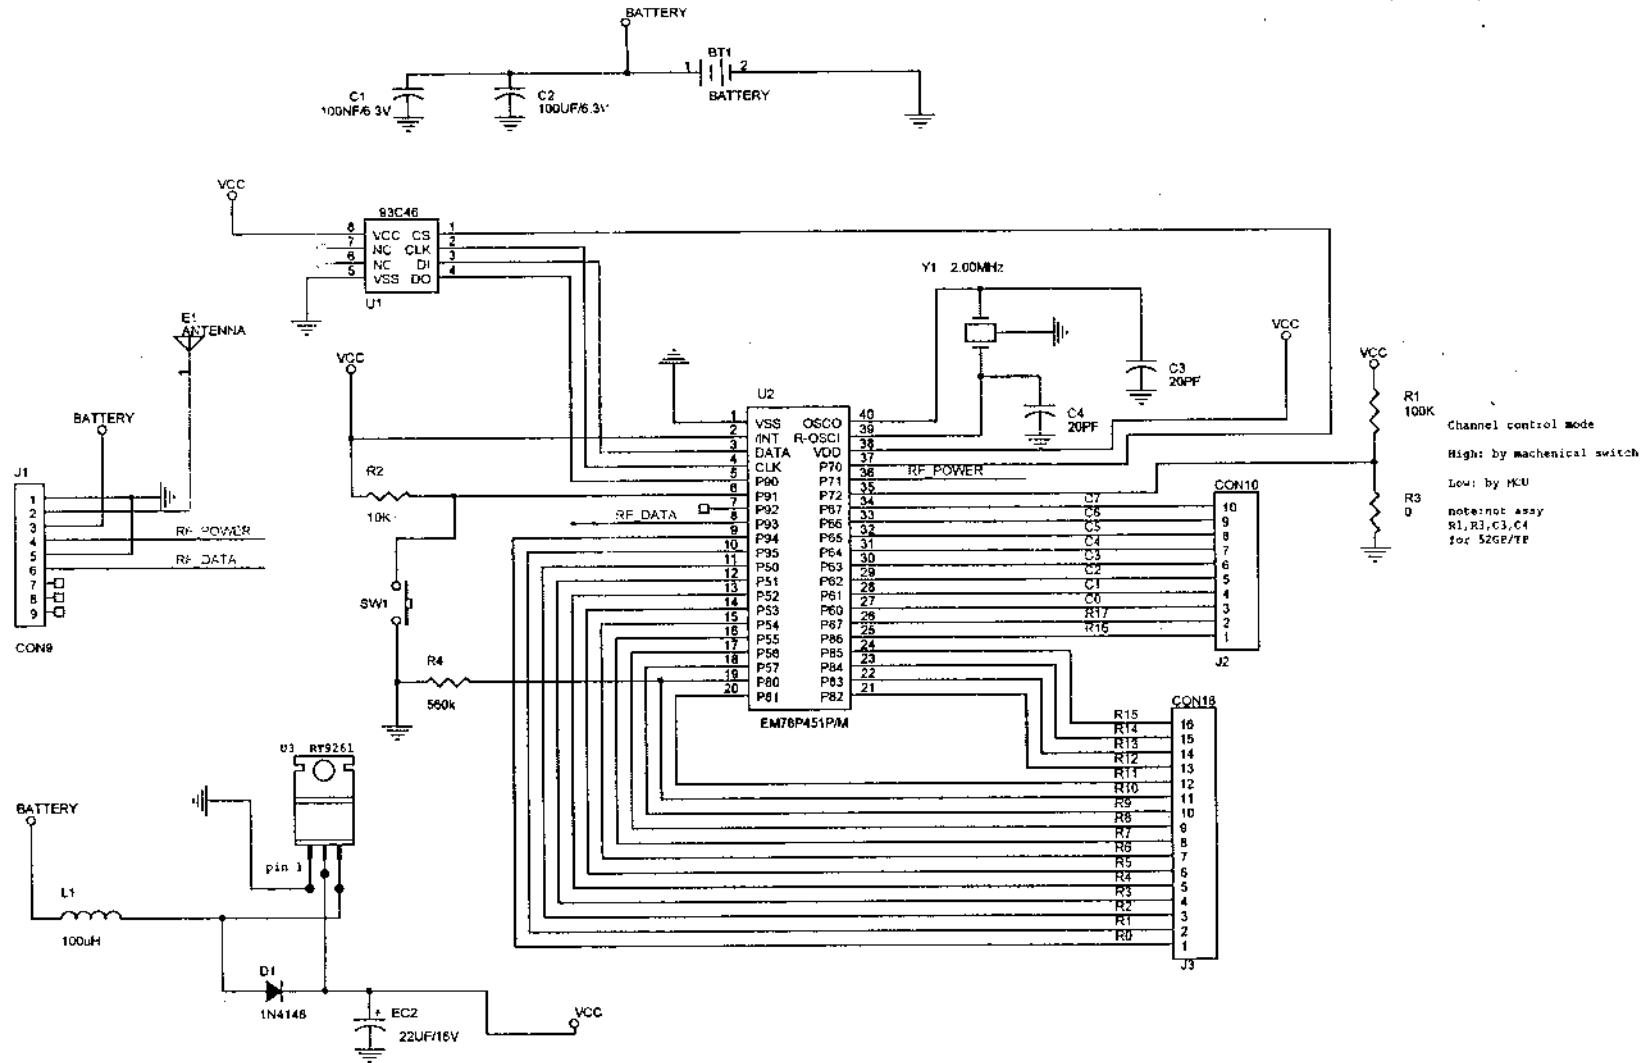 BATTERY
BT1
1 2
BATTERY
C1
100NF/6.3V
C2
100UF/6.3V
VCC
93C46
8 VCC CS 1
7 NC CLK 2
6 NC DI 3
5 VSS DO 4
U1
Y1 2.00MHz
E1
ANTENNA
1
VCC
VCC
VCC
C3
20PF
C4
20PF
R1
100K
Channel control mode
High: by machenical switch
Low: by MCU
R3
0
note:not assy
R1,R3,C3,C4
for 52GP/TP
BATTERY
J1
1
2
3
4
5
6
7
8
9
CON9
RF_POWER
RF_DATA
R2
10K
RF_DATA
SW1
R4
560k
U2
1 VSS OSCO 40
2 /INT R-OSCI 39
3 DATA VDD 38
4 CLK P70 37
5 P90 P71 36
6 P91 P72 35
7 P92 P67 34
8 P93 P66 33
9 P94 P65 32
10 P95 P64 31
11 P50 P63 30
12 P51 P62 29
13 P52 P61 28
14 P53 P60 27
15 P54 P87 26
16 P55 P86 25
17 P56 P85 24
18 P57 P84 23
19 P80 P83 22
20 P81 P82 21
EM78P451P/M
RF_POWER
CON10
C7 10
C6 9
C5 8
C4 7
C3 6
C2 5
C1 4
C0 3
R17 2
R16 1
J2
CON16
R15 16
R14 15
R13 14
R12 13
R11 12
R10 11
R9 10
R8 9
R7 8
R6 7
R5 6
R4 5
R3 4
R2 3
R1 2
R0 1
J3
U3 RT9261
pin 1
BATTERY
L1
100uH
D1
1N4148
EC2
+
22UF/16V
VCC